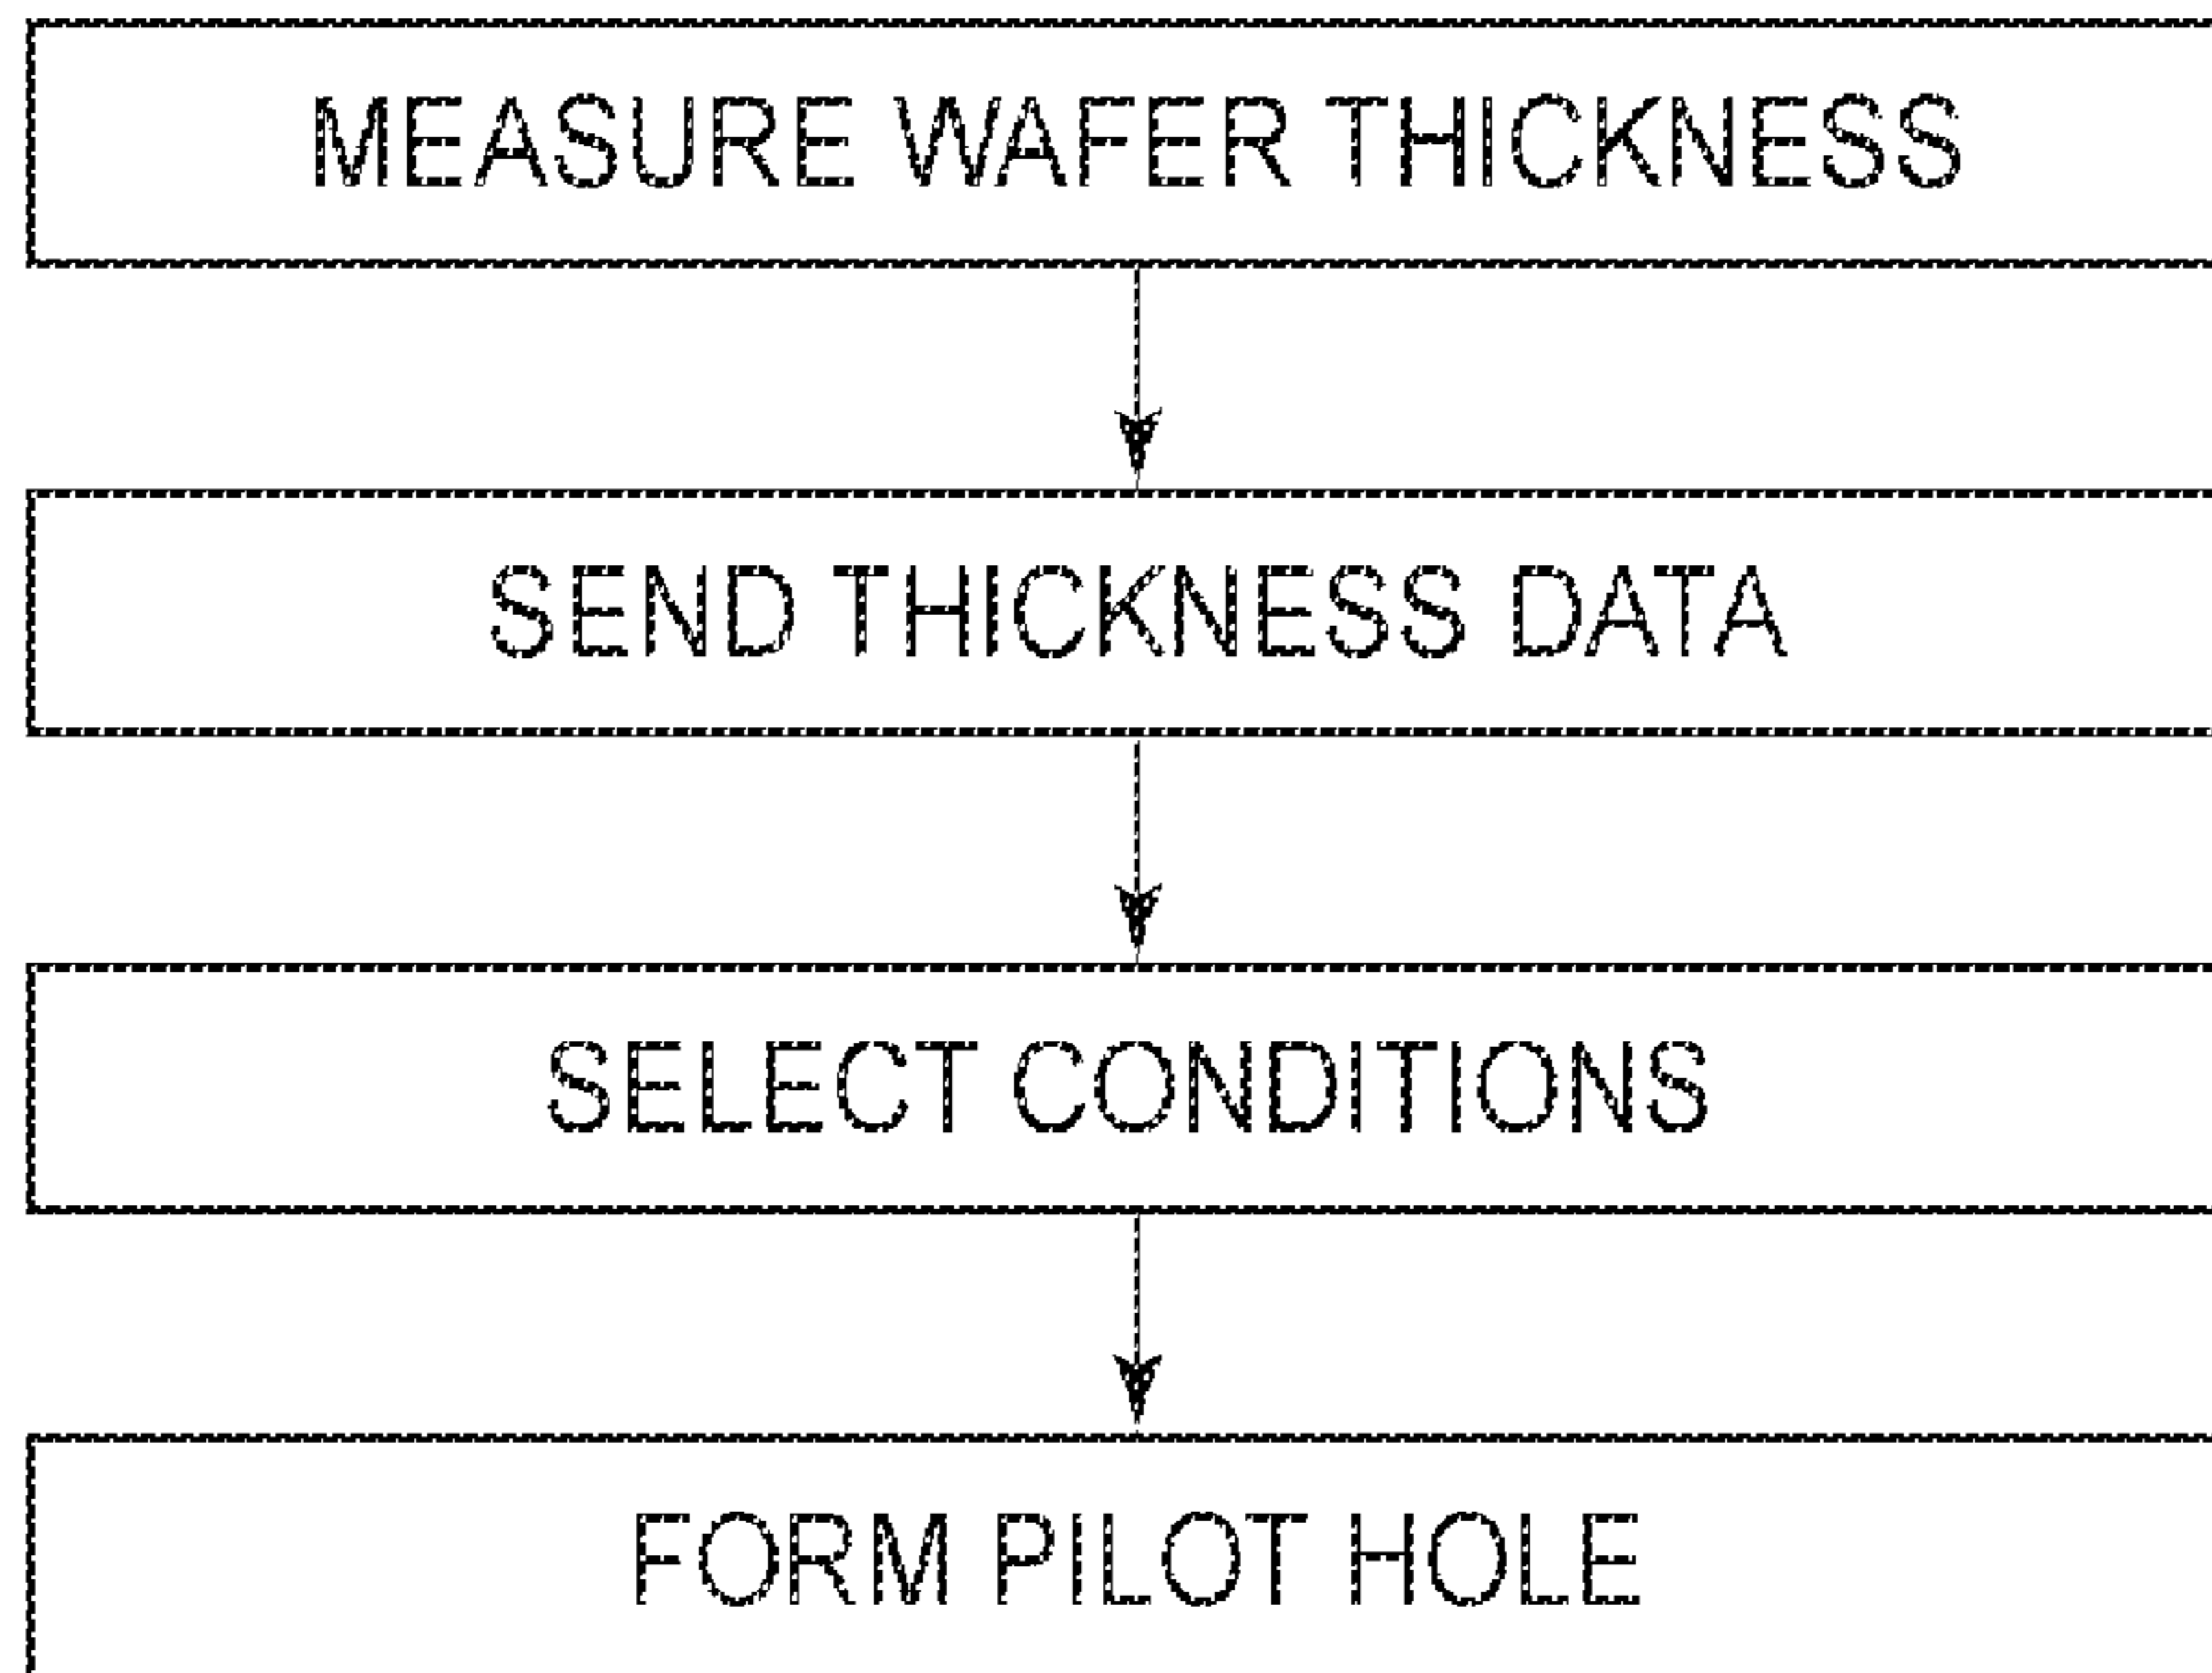 MEASURE WAFER THICKNESS
SEND THICKNESS DATA
SELECT CONDITIONS
FORM PILOT HOLE